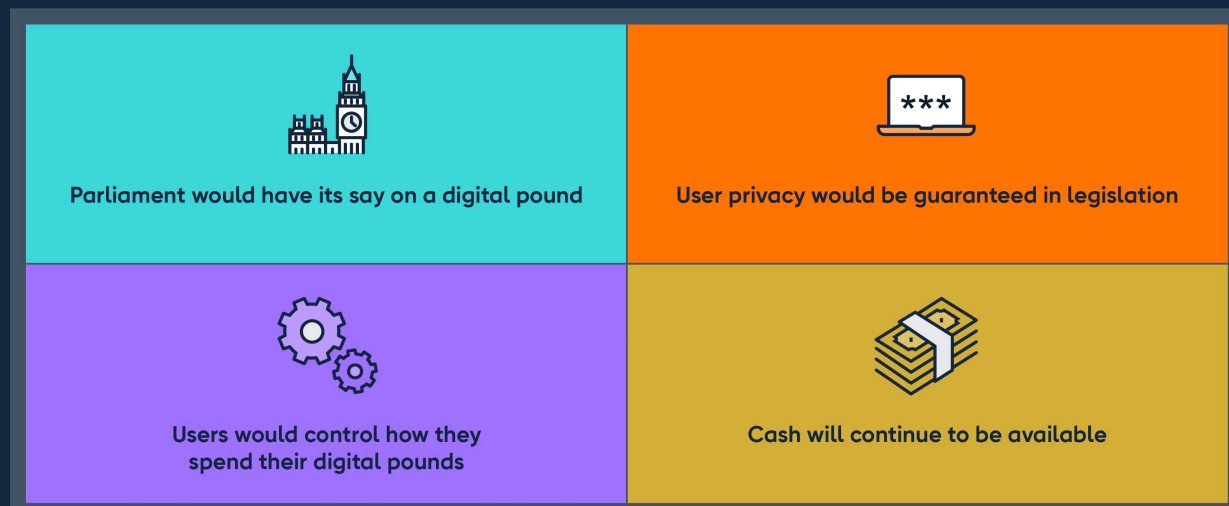 Parliament would have its say on a digital pound
User privacy would be guaranteed in legislation
Users would control how they
spend their digital pounds
Cash will continue to be available